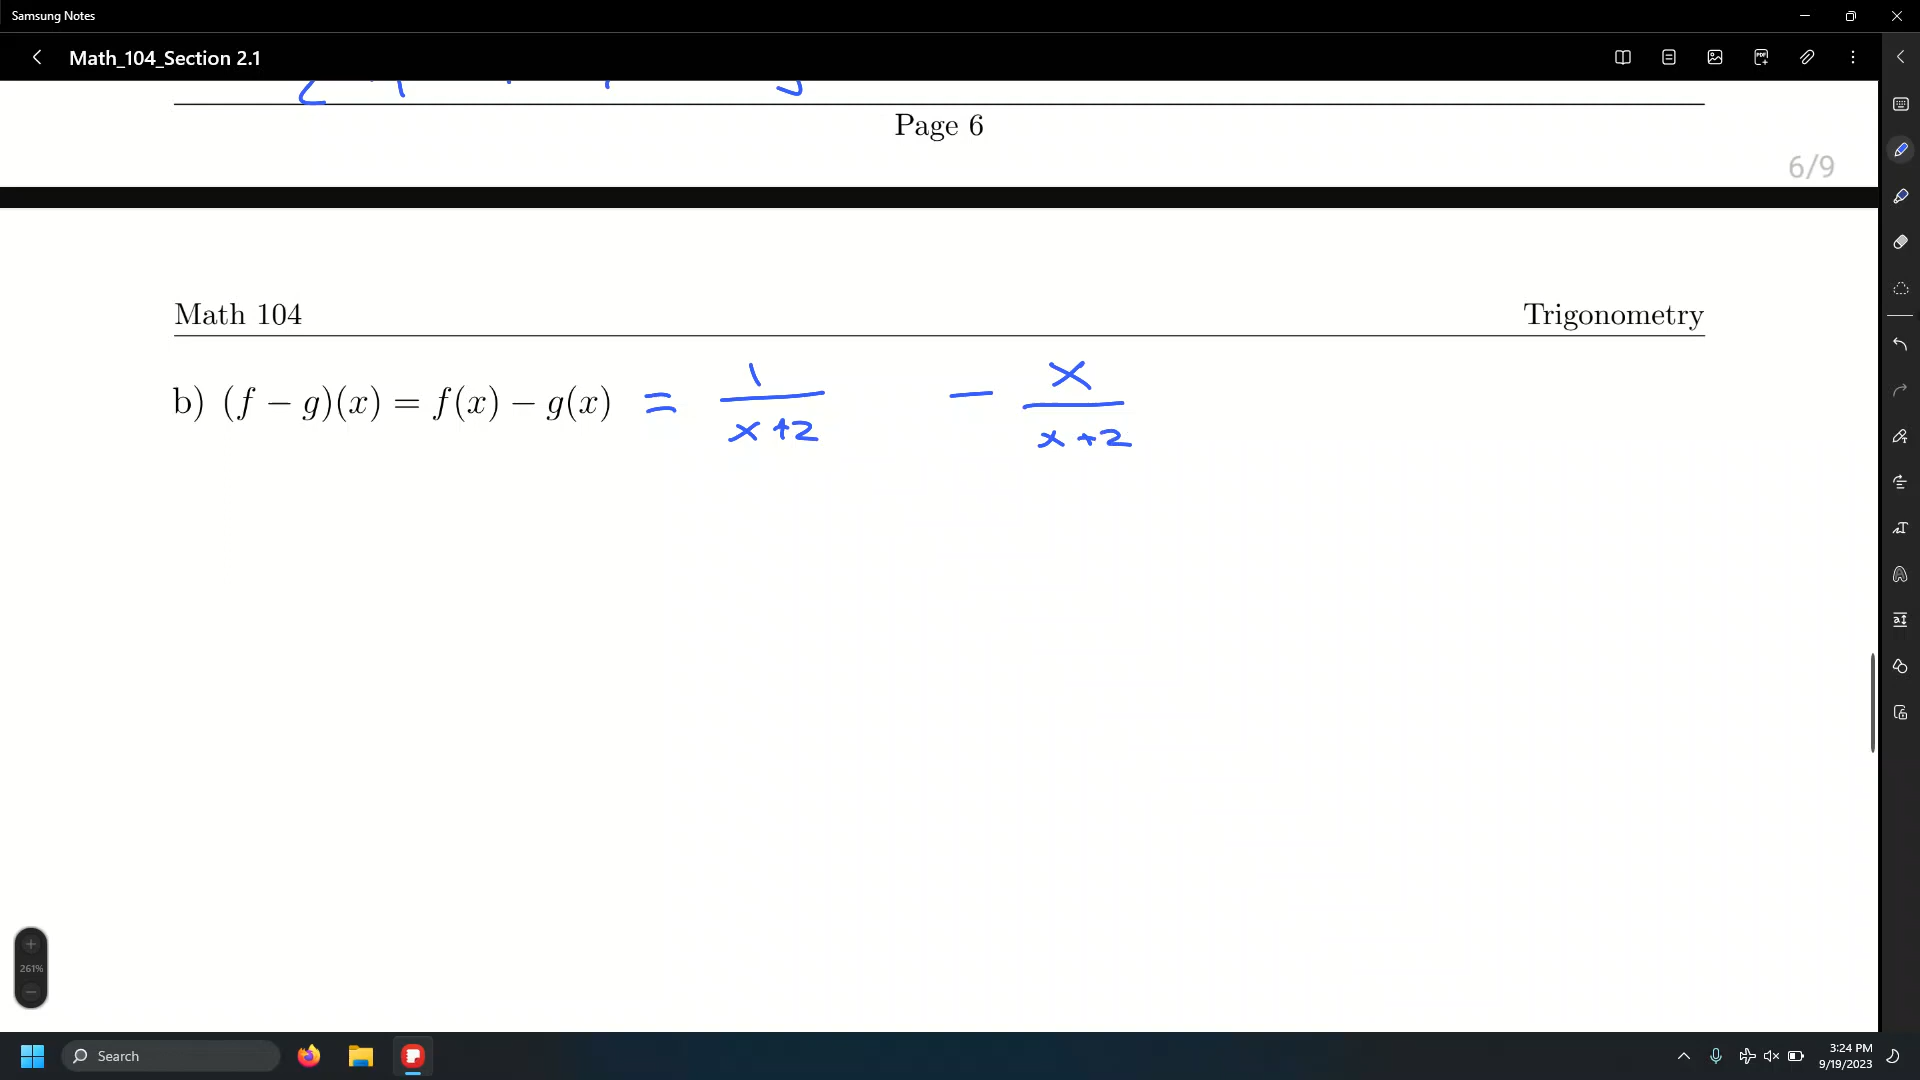 Samsung Notes
Math_104_Section 2.1
Page 6
6/9
Math 104 Trigonometry
b) (f − g)(x) = f(x) − g(x) = 1/(x+2) − x/(x+2)
261%
Search
3:24 PM
9/19/2023